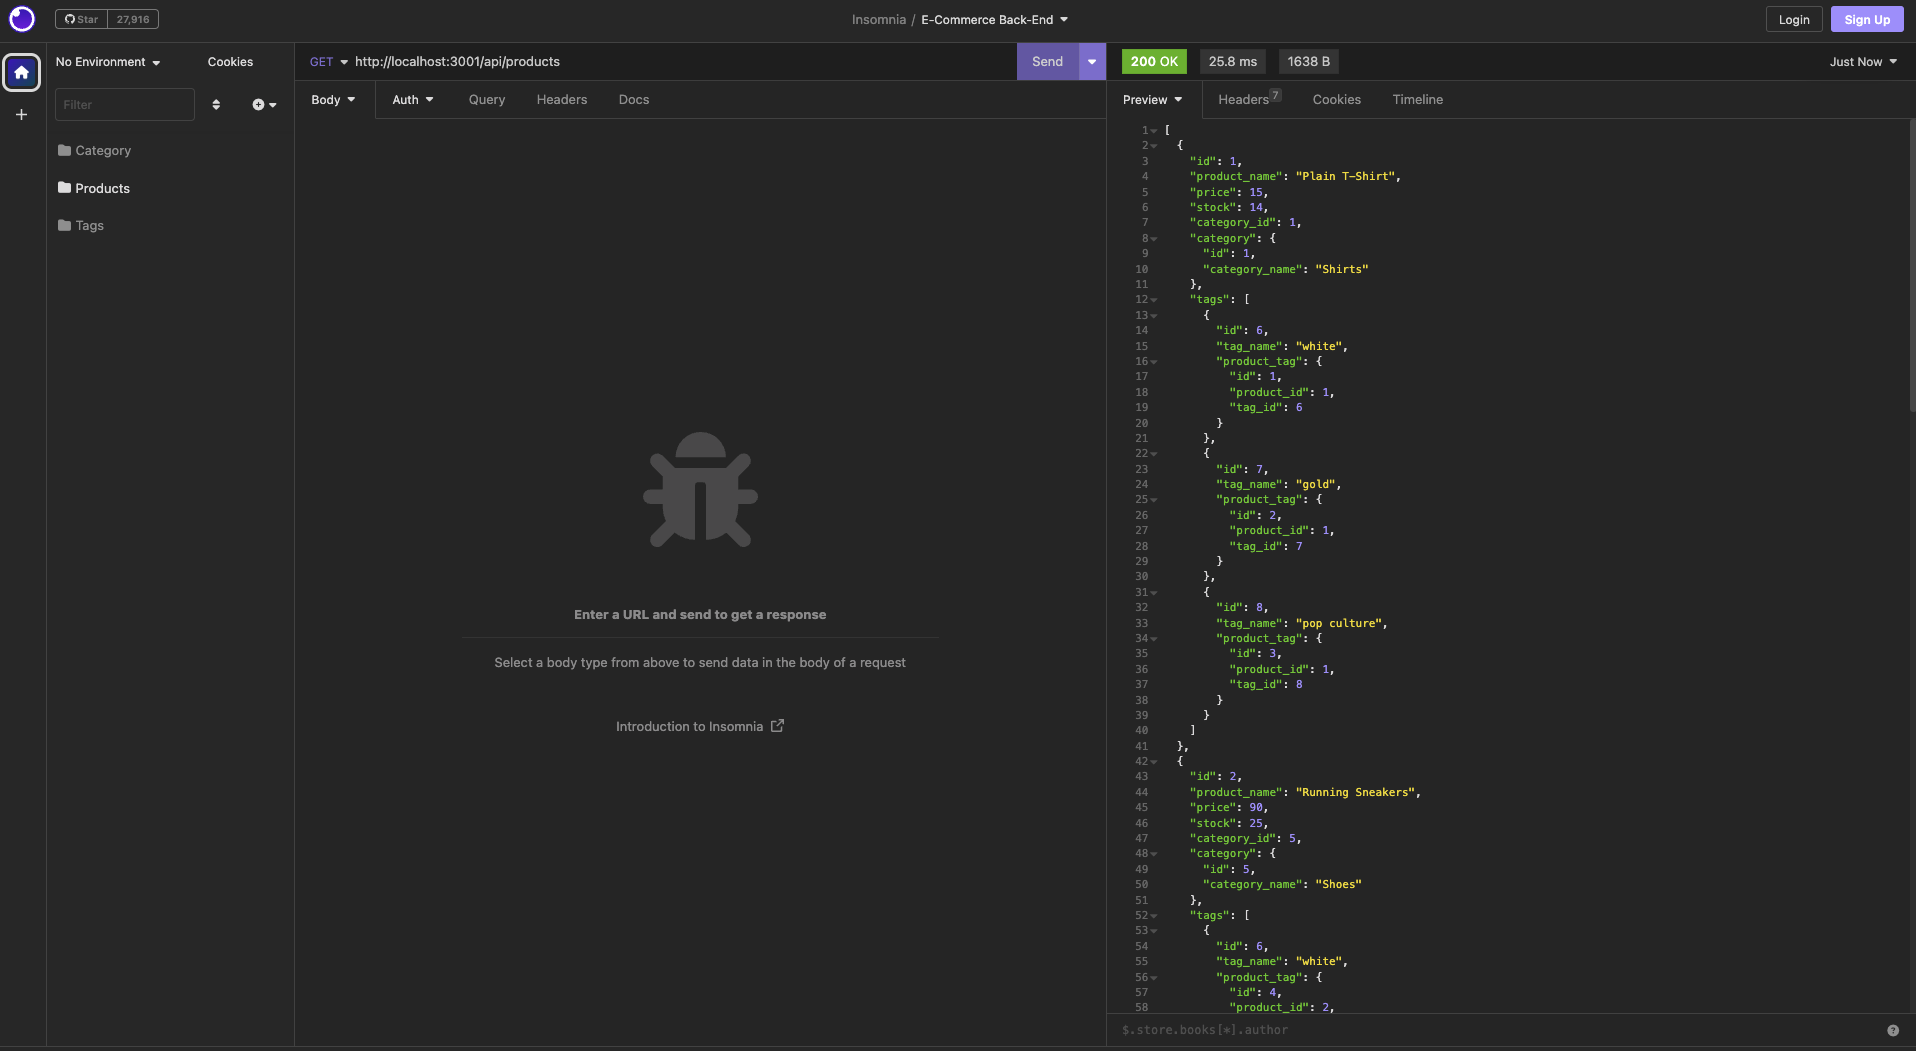 Star 27,916
Insomnia / E-Commerce Back-End
Login Sign Up
No Environment Cookies
Filter
Category
Products
Tags
GET http://localhost:3001/api/products Send
Body Auth Query Headers Docs
Enter a URL and send to get a response
Select a body type from above to send data in the body of a request
Introduction to Insomnia
200 OK 25.8 ms 1638 B Just Now
Preview Headers 7 Cookies Timeline
1 [
2 {
3 "id": 1,
4 "product_name": "Plain T-Shirt",
5 "price": 15,
6 "stock": 14,
7 "category_id": 1,
8 "category": {
9 "id": 1,
10 "category_name": "Shirts"
11 },
12 "tags": [
13 {
14 "id": 6,
15 "tag_name": "white",
16 "product_tag": {
17 "id": 1,
18 "product_id": 1,
19 "tag_id": 6
20 }
21 },
22 {
23 "id": 7,
24 "tag_name": "gold",
25 "product_tag": {
26 "id": 2,
27 "product_id": 1,
28 "tag_id": 7
29 }
30 },
31 {
32 "id": 8,
33 "tag_name": "pop culture",
34 "product_tag": {
35 "id": 3,
36 "product_id": 1,
37 "tag_id": 8
38 }
39 }
40 ]
41 },
42 {
43 "id": 2,
44 "product_name": "Running Sneakers",
45 "price": 90,
46 "stock": 25,
47 "category_id": 5,
48 "category": {
49 "id": 5,
50 "category_name": "Shoes"
51 },
52 "tags": [
53 {
54 "id": 6,
55 "tag_name": "white",
56 "product_tag": {
57 "id": 4,
58 "product_id": 2,
$.store.books[*].author